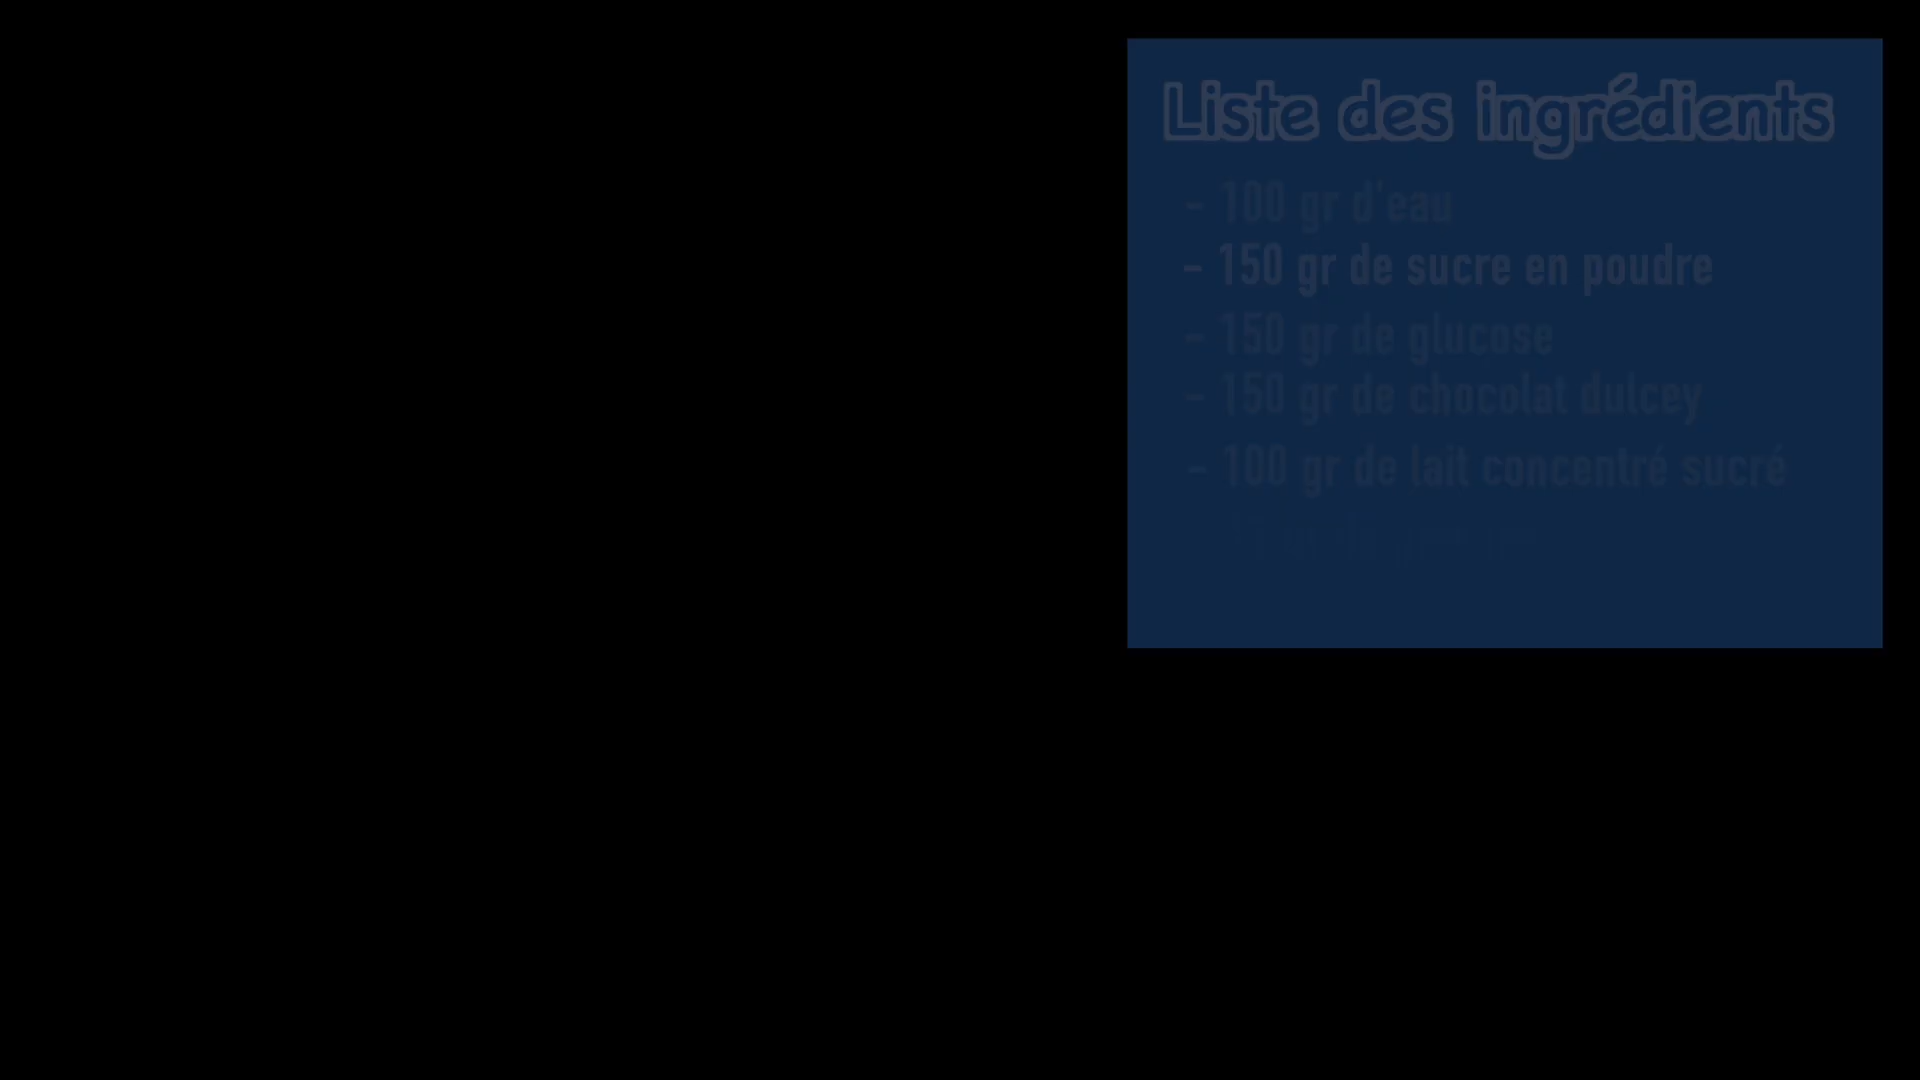 Liste des ingrédients
- 100 gr d'eau
- 150 gr de sucre en poudre
- 150 gr de glucose
- 150 gr de chocolat dulcey
- 100 gr de lait concentré sucré